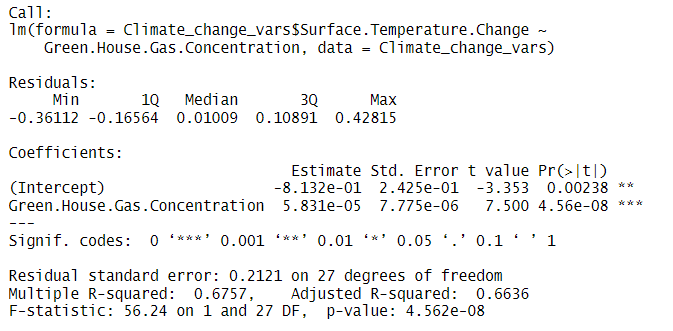 Call:
lm(formula = Climate_change_vars$Surface.Temperature.Change ~
    Green.House.Gas.Concentration, data = Climate_change_vars)

Residuals:
     Min       1Q   Median       3Q      Max
-0.36112 -0.16564  0.01009  0.10891  0.42815

Coefficients:
                                Estimate Std. Error t value Pr(>|t|)
(Intercept)                   -8.132e-01  2.425e-01  -3.353  0.00238 **
Green.House.Gas.Concentration  5.831e-05  7.775e-06   7.500 4.56e-08 ***
---
Signif. codes:  0 ‘***’ 0.001 ‘**’ 0.01 ‘*’ 0.05 ‘.’ 0.1 ‘ ’ 1

Residual standard error: 0.2121 on 27 degrees of freedom
Multiple R-squared:  0.6757,    Adjusted R-squared:  0.6636
F-statistic: 56.24 on 1 and 27 DF,  p-value: 4.562e-08